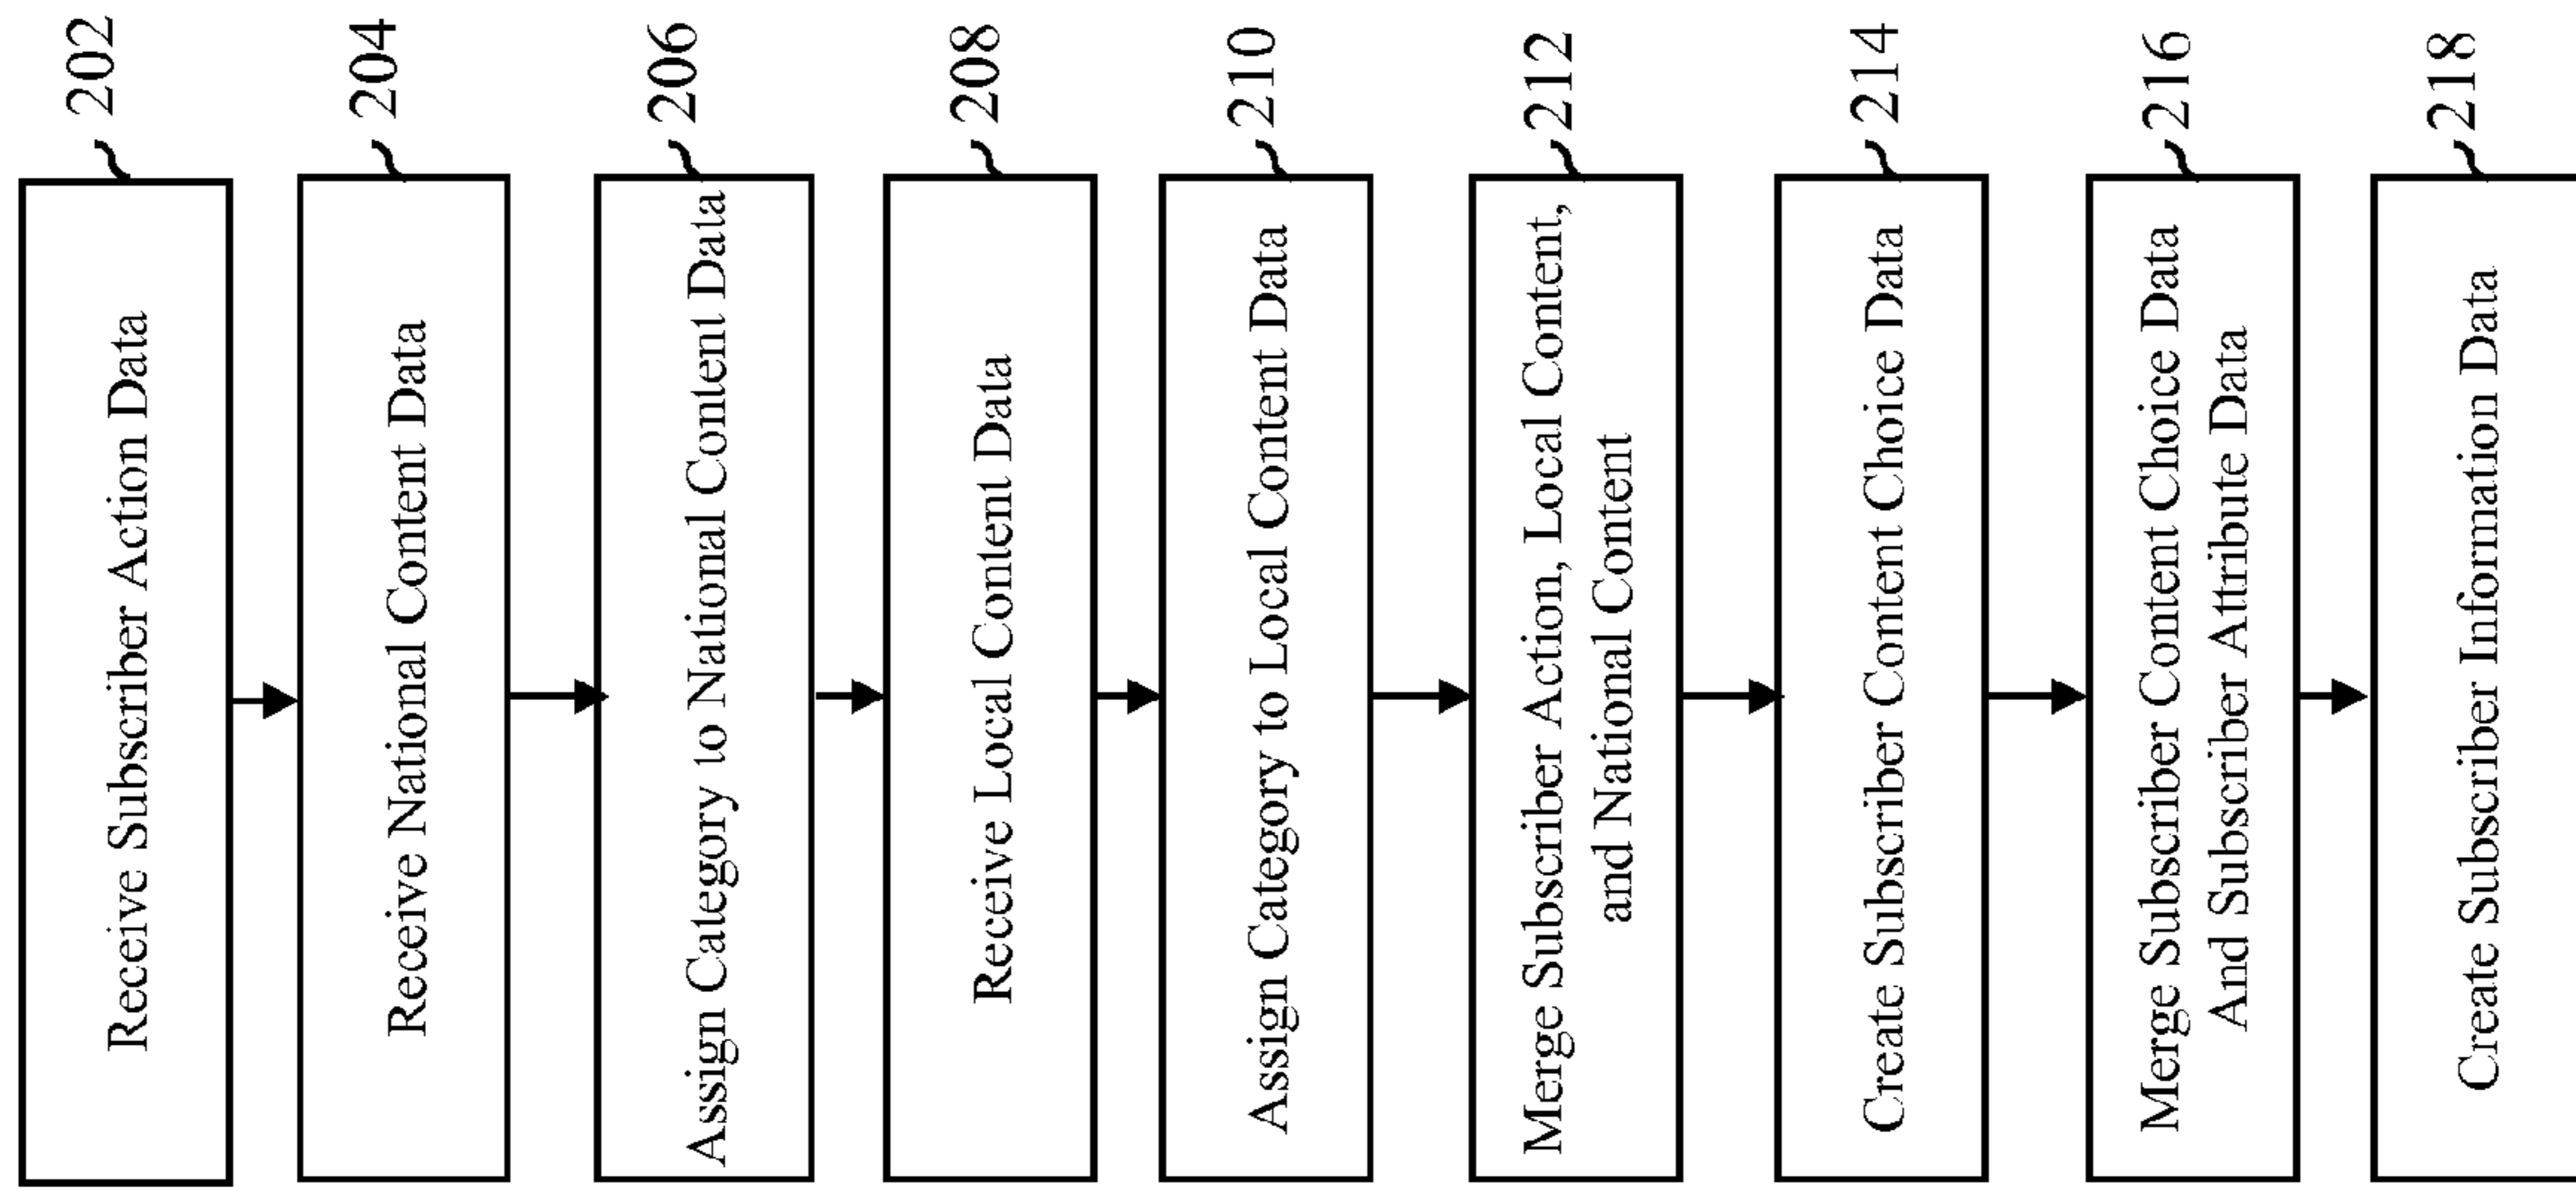 202
Receive Subscriber Action Data
204
Receive National Content Data
206
Assign Category to National Content Data
208
Receive Local Content Data
210
Assign Category to Local Content Data
212
Merge Subscriber Action, Local Content,
and National Content
214
Create Subscriber Content Choice Data
216
Merge Subscriber Content Choice Data
And Subscriber Attribute Data
218
Create Subscriber Information Data